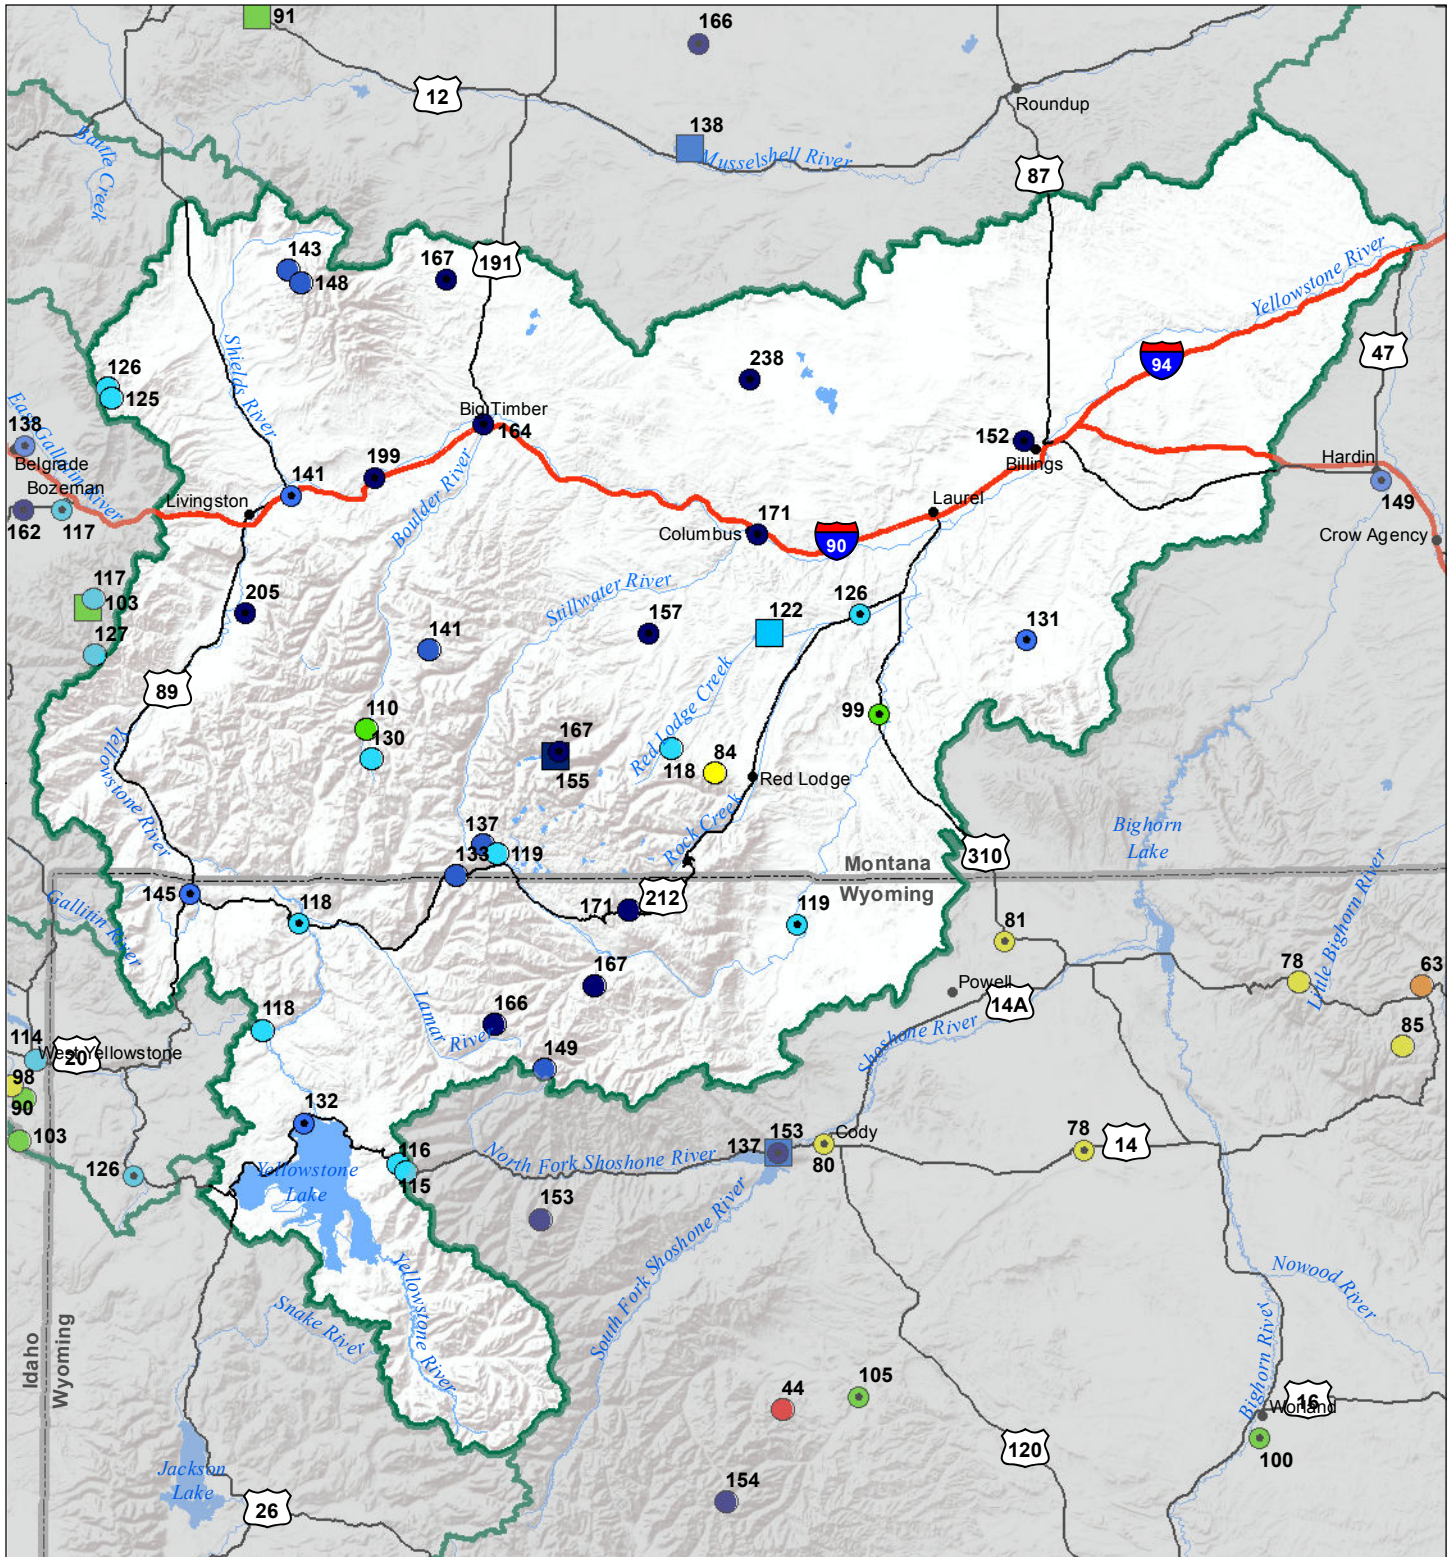 91
166
12
Roundup
138
Musselshell River
Battle Creek
87
143
148
167
191
Yellowstone River
Shields River
126
125
238
94
47
East Gallatin River
138
Belgrade
Bozeman
162
117
Big Timber
164
199
141
Livingston
Boulder River
152
Billings
Hardin
149
Laurel
Columbus
171
90
Crow Agency
117
103
127
205
141
Stillwater River
157
122
126
131
89
110
130
Red Lodge Creek
99
167
155
118
84
Red Lodge
Yellowstone River
137
119
133
Rock Creek
Montana
Wyoming
310
Bighorn
Lake
Little Bighorn River
145
Gallitin River
118
212
171
119
81
167
78
63
Powell
14A
118
Lamar River
166
149
Shoshone River
85
114
West Yellowstone
20
98
90
103
132
126
116
115
Yellowstone
Lake
North Fork Shoshone River
137
153
80
Cody
78
14
153
South Fork Shoshone River
Yellowstone River
Snake River
Nowood River
Idaho
Wyoming
44
105
Bighorn River
16
Worland
100
120
154
Jackson
Lake
26